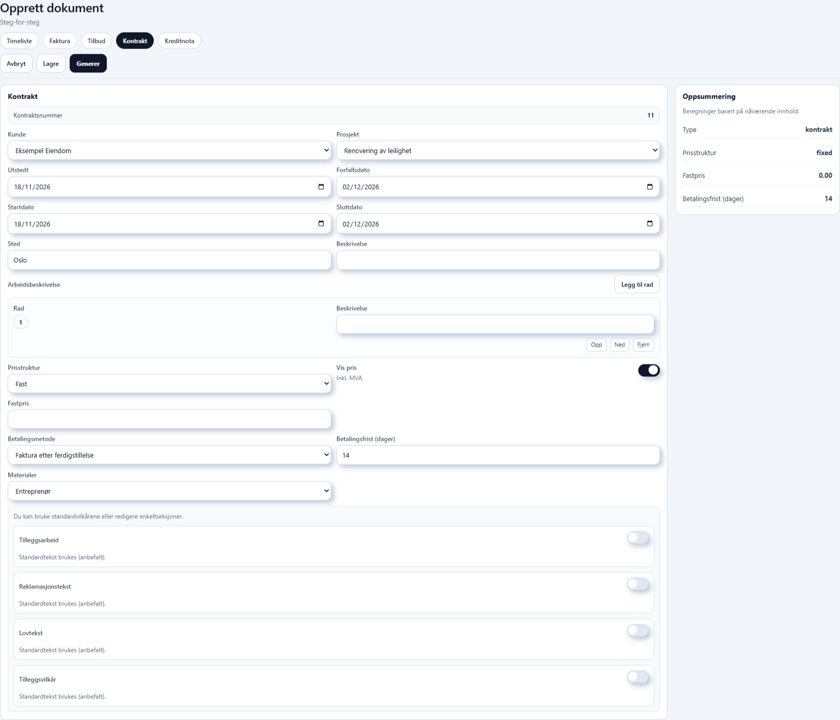 Opprett dokument
Steg-for-steg
Timeliste Faktura Tilbud Kontrakt Kreditnota
Avbryt Lagre Generer
Kontrakt
Kontraktsnummer 11
Kunde Prosjekt
Eksempel Eiendom Renovering av leilighet
Utstedt Forfallsdato
18/11/2026 02/12/2026
Startdato Sluttdato
18/11/2026 02/12/2026
Sted Beskrivelse
Oslo
Arbeidsbeskrivelse Legg til rad
Rad Beskrivelse
1
Opp Ned Fjern
Prisstruktur Vis pris
Inkl. MVA
Fast
Fastpris
Betalingsmetode Betalingsfrist (dager)
Faktura etter ferdigstillelse 14
Materialer
Entreprenør
Du kan bruke standardvilkårene eller redigere enkeltseksjoner.
Tilleggsarbeid
Standardtekst brukes (anbefalt).
Reklamasjonstekst
Standardtekst brukes (anbefalt).
Lovtekst
Standardtekst brukes (anbefalt).
Tilleggsvilkår
Standardtekst brukes (anbefalt).
Oppsummering
Beregninger basert på nåværende innhold.
Type kontrakt
Prisstruktur fixed
Fastpris 0.00
Betalingsfrist (dager) 14